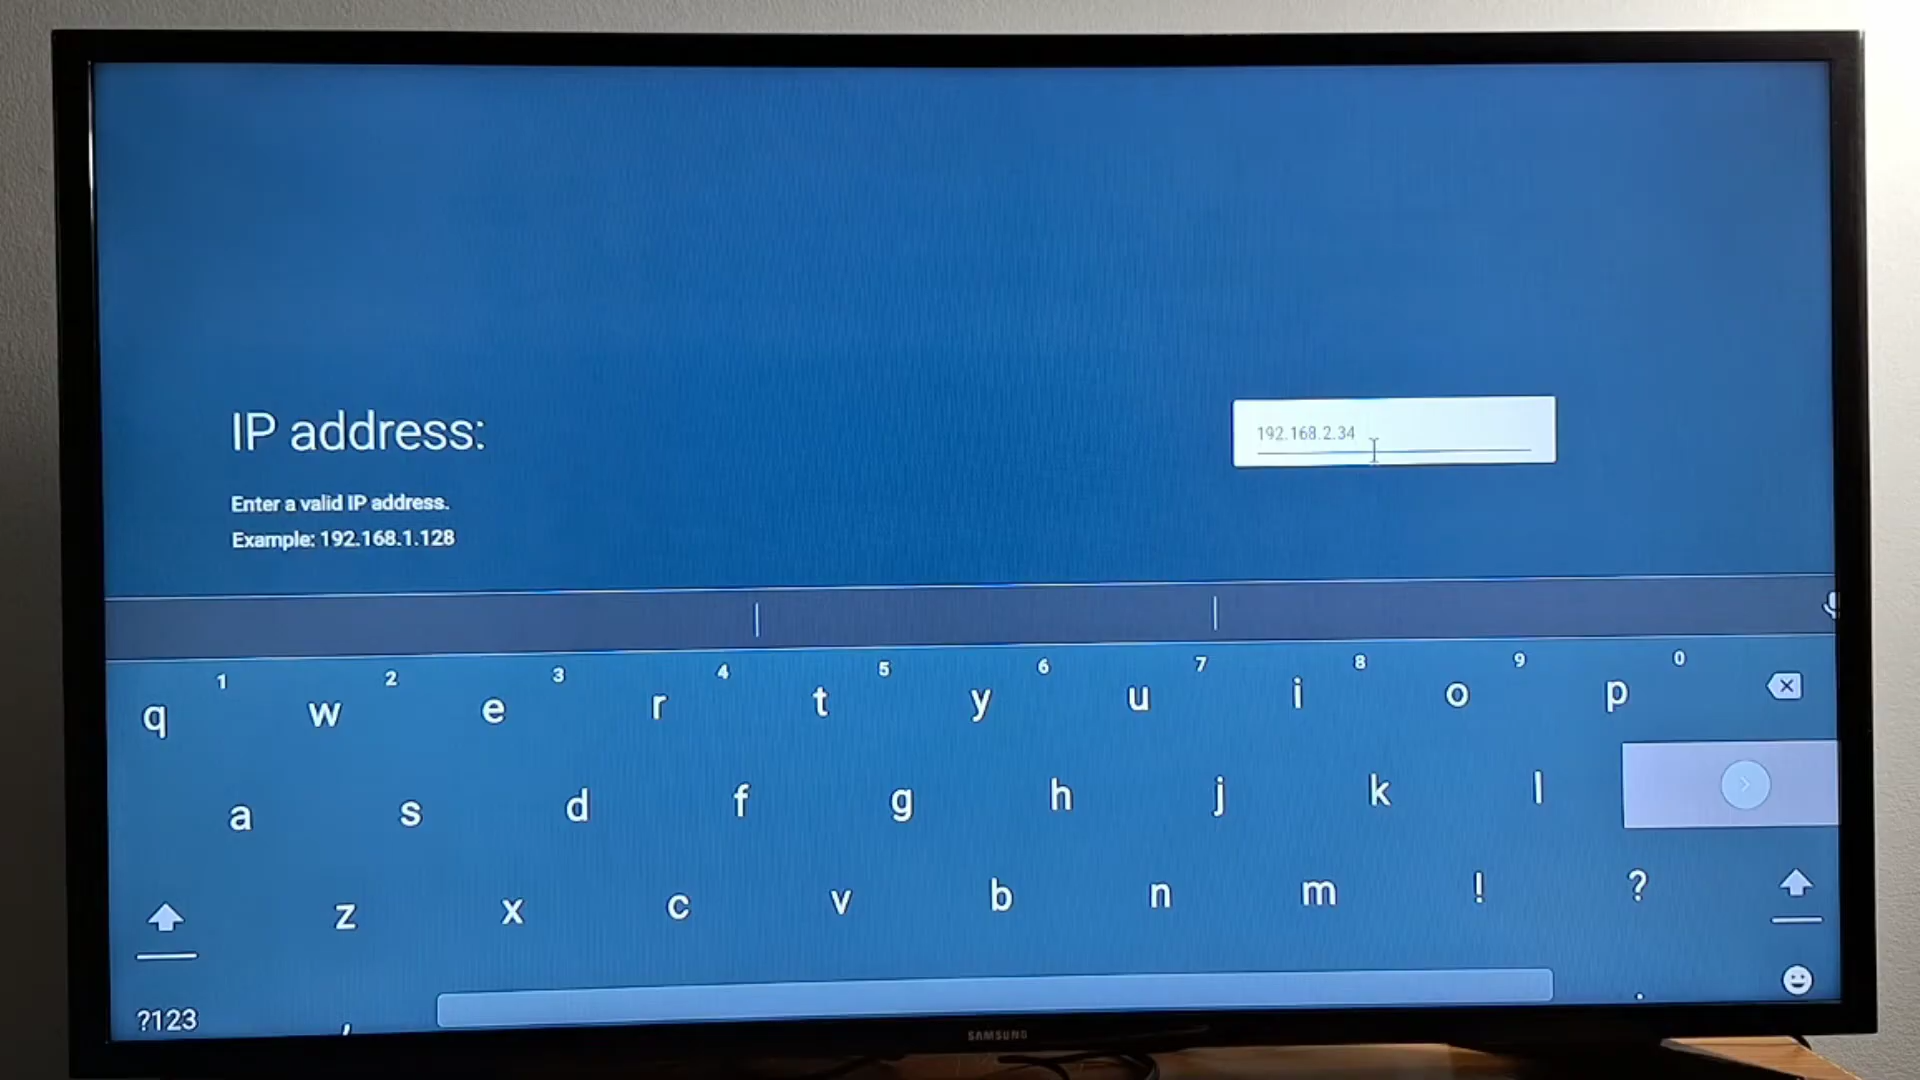 IP address:
192.168.2.34
Enter a valid IP address.
Example: 192.168.1.128
1 2 3 4 5 6 7 8 9 0
q w e r t y u i o p
a s d f g h j k l
z x c v b n m ! ?
?123 , .
SAMSUNG